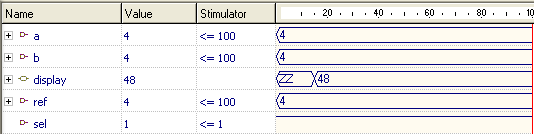 Name Value Stimulator 20 40 60 80 10
a 4 <= 100 4
b 4 <= 100 4
display 48 ZZ 48
ref 4 <= 100 4
sel 1 <= 1